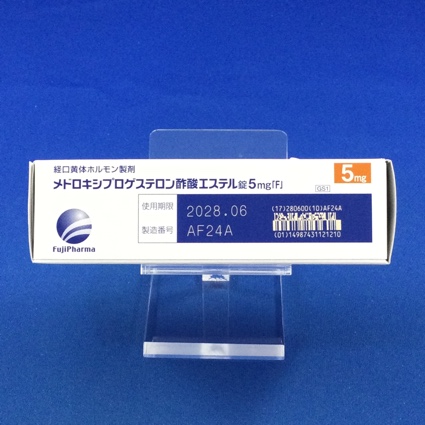 経口黄体ホルモン製剤
メドロキシプロゲステロン酢酸エステル錠5mg「F」
GS1
5mg
使用期限 2028.06
製造番号 AF24A
(17)280600(10)AF24A
(01)14987431121210
FujiPharma